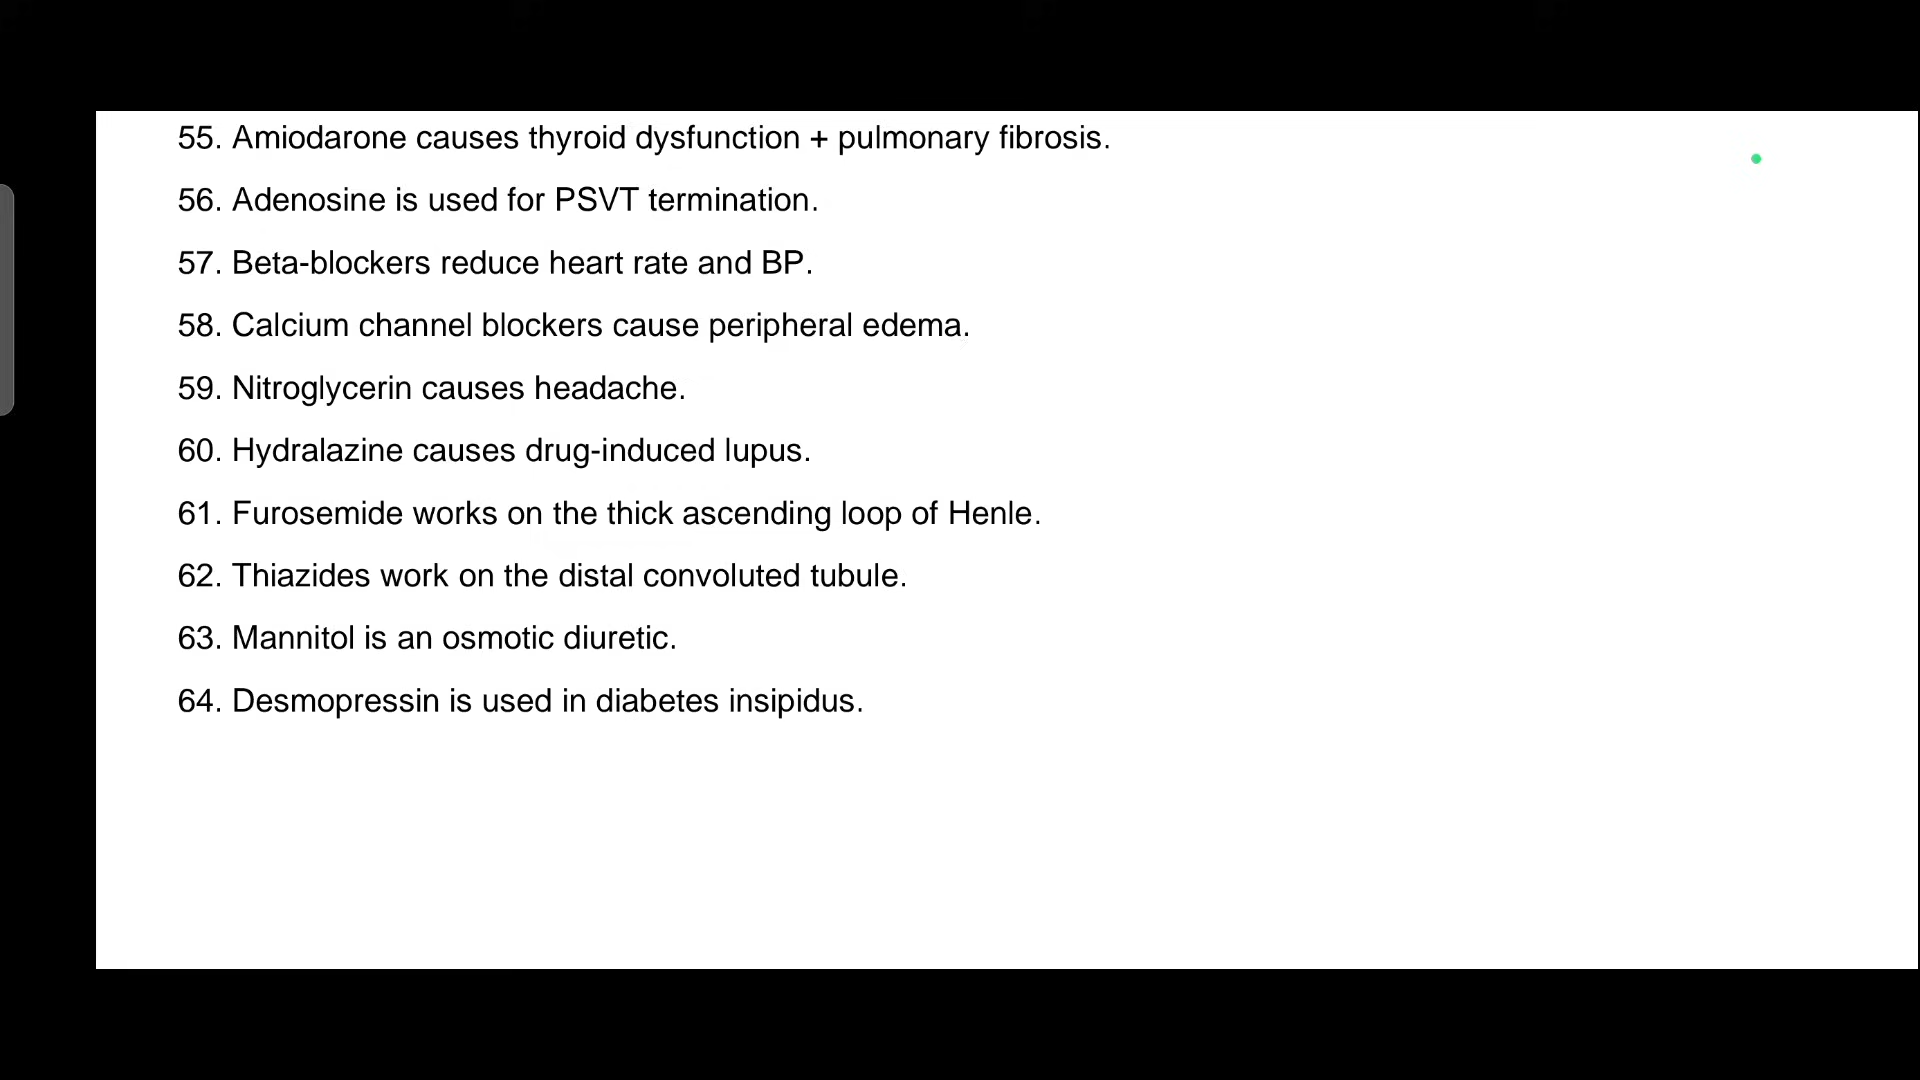 55. Amiodarone causes thyroid dysfunction + pulmonary fibrosis.
56. Adenosine is used for PSVT termination.
57. Beta-blockers reduce heart rate and BP.
58. Calcium channel blockers cause peripheral edema.
59. Nitroglycerin causes headache.
60. Hydralazine causes drug-induced lupus.
61. Furosemide works on the thick ascending loop of Henle.
62. Thiazides work on the distal convoluted tubule.
63. Mannitol is an osmotic diuretic.
64. Desmopressin is used in diabetes insipidus.